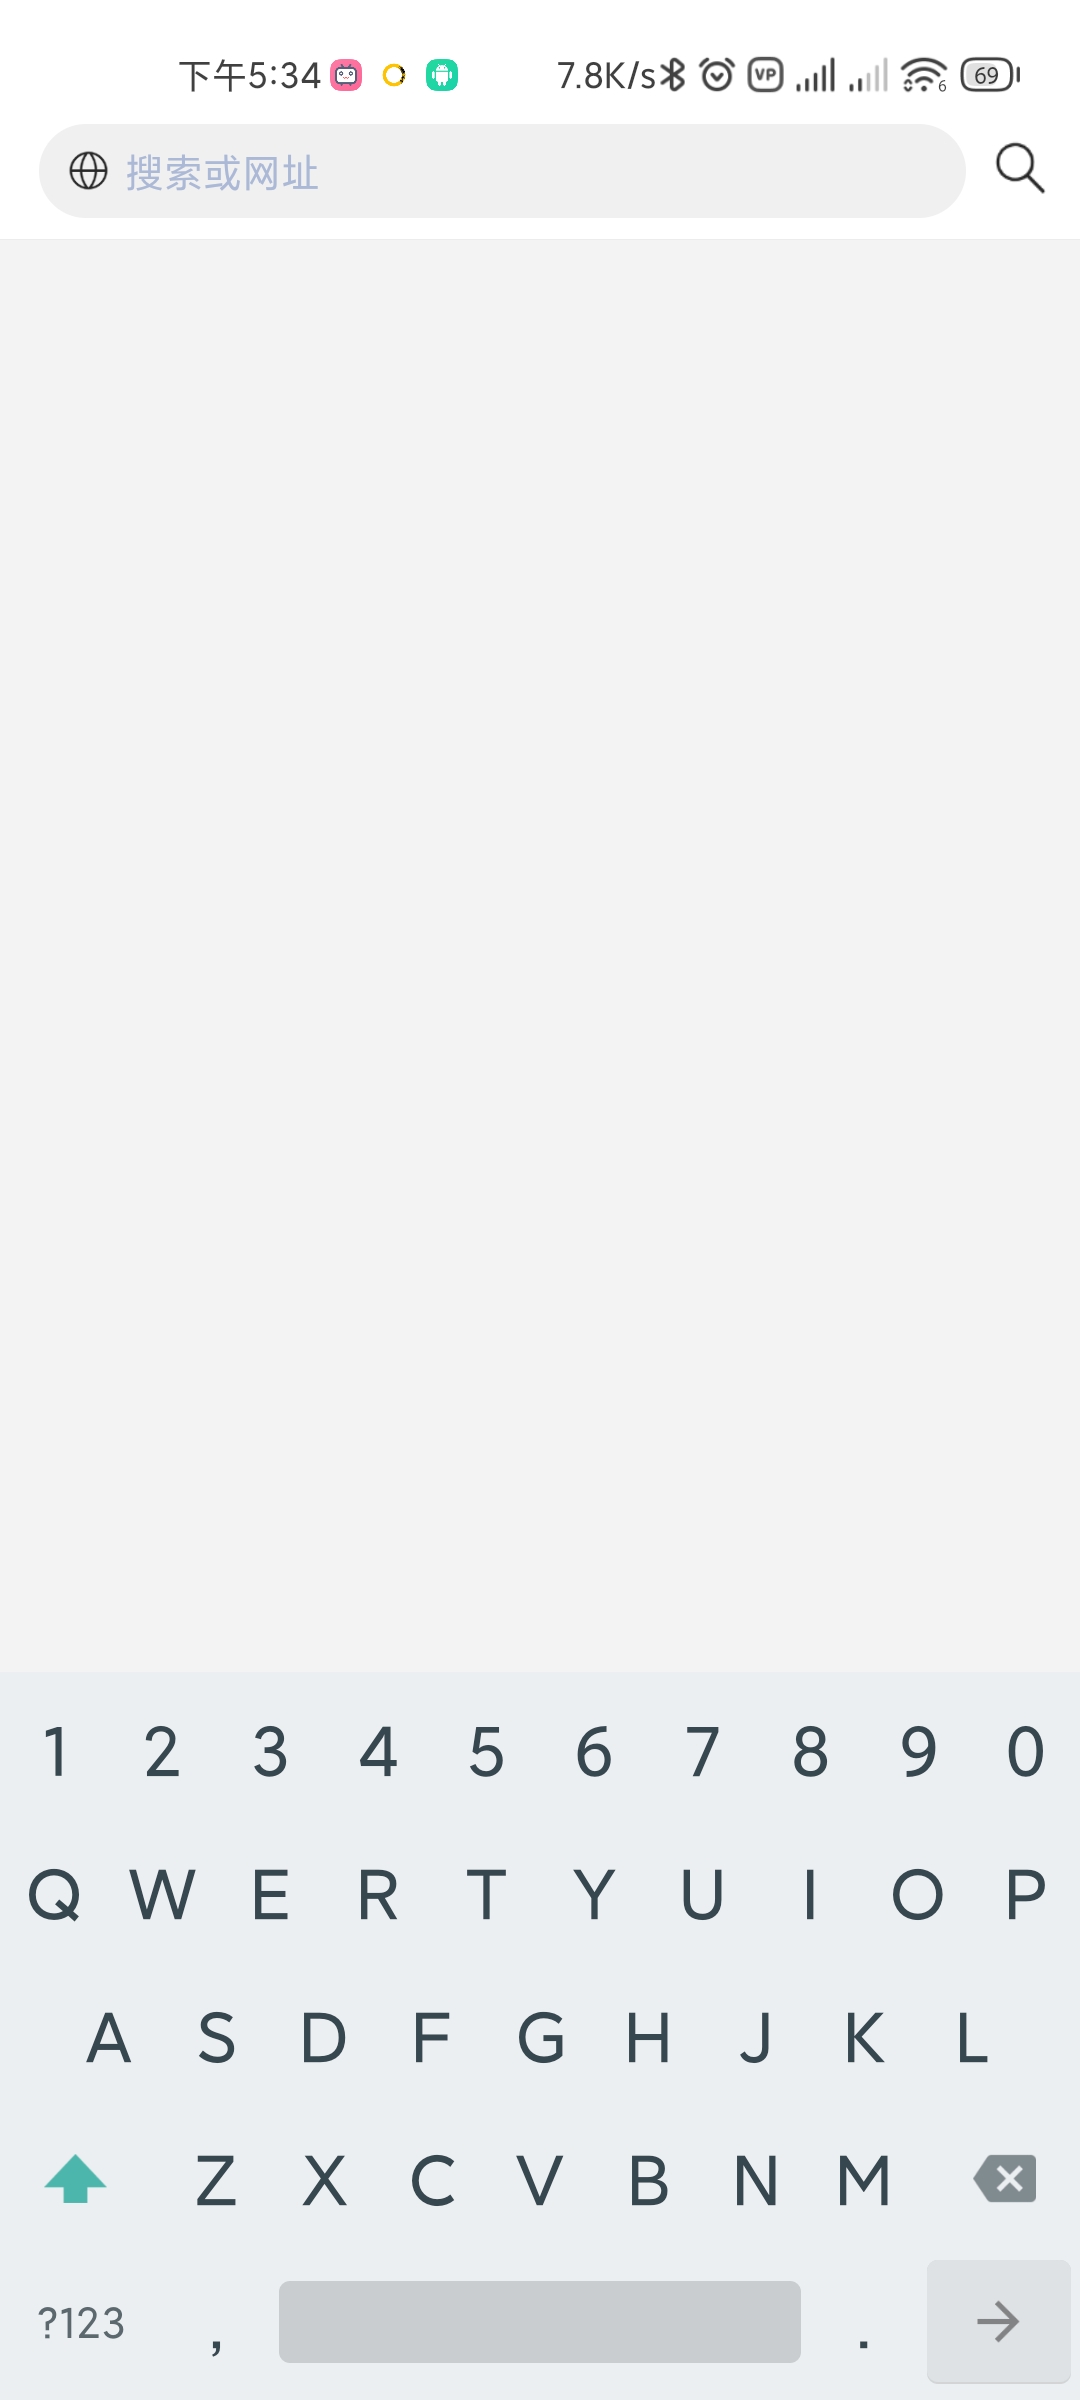 下午5:34 7.8K/s VP 6 69
搜索或网址
1 2 3 4 5 6 7 8 9 0
Q W E R T Y U I O P
A S D F G H J K L
Z X C V B N M
?123 , .